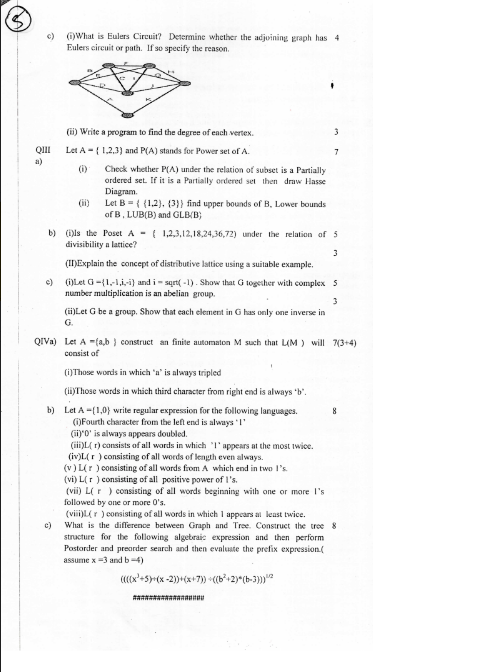 5
c) (i)What is Eulers Circuit? Determine whether the adjoining graph has 4
Eulers circuit or path. If so specify the reason.
(ii) Write a program to find the degree of each vertex. 3
QIII Let A = { 1,2,3} and P(A) stands for Power set of A. 7
a)
(i) Check whether P(A) under the relation of subset is a Partially
ordered set. If it is a Partially ordered set then draw Hasse
Diagram.
(ii) Let B = { {1,2}, {3}} find upper bounds of B, Lower bounds
of B , LUB(B) and GLB(B)
b) (i)Is the Poset A = { 1,2,3,12,18,24,36,72) under the relation of 5
divisibility a lattice?
3
(II)Explain the concept of distributive lattice using a suitable example.
c) (i)Let G ={1,-1,i,-i} and i = sqrt( -1) . Show that G together with complex 5
number multiplication is an abelian group.
3
(ii)Let G be a group. Show that each element in G has only one inverse in
G.
QIVa) Let A ={a,b } construct an finite automaton M such that L(M ) will 7(3+4)
consist of
(i)Those words in which 'a' is always tripled
(ii)Those words in which third character from right end is always 'b'.
b) Let A ={1,0} write regular expression for the following languages. 8
(i)Fourth character from the left end is always '1'
(ii)'0' is always appears doubled.
(iii)L( r) consists of all words in which '1' appears at the most twice.
(iv)L( r ) consisting of all words of length even always.
(v ) L( r ) consisting of all words from A which end in two 1's.
(vi) L( r ) consisting of all positive power of 1's.
(vii) L( r ) consisting of all words beginning with one or more 1's
followed by one or more 0's.
(viii)L( r ) consisting of all words in which 1 appears at least twice.
c) What is the difference between Graph and Tree. Construct the tree 8
structure for the following algebraic expression and then perform
Postorder and preorder search and then evaluate the prefix expression.(
assume x =3 and b =4)
((((x³+5)÷(x -2))+(x+7)) ÷((b²+2)*(b-3)))¹/²
##################